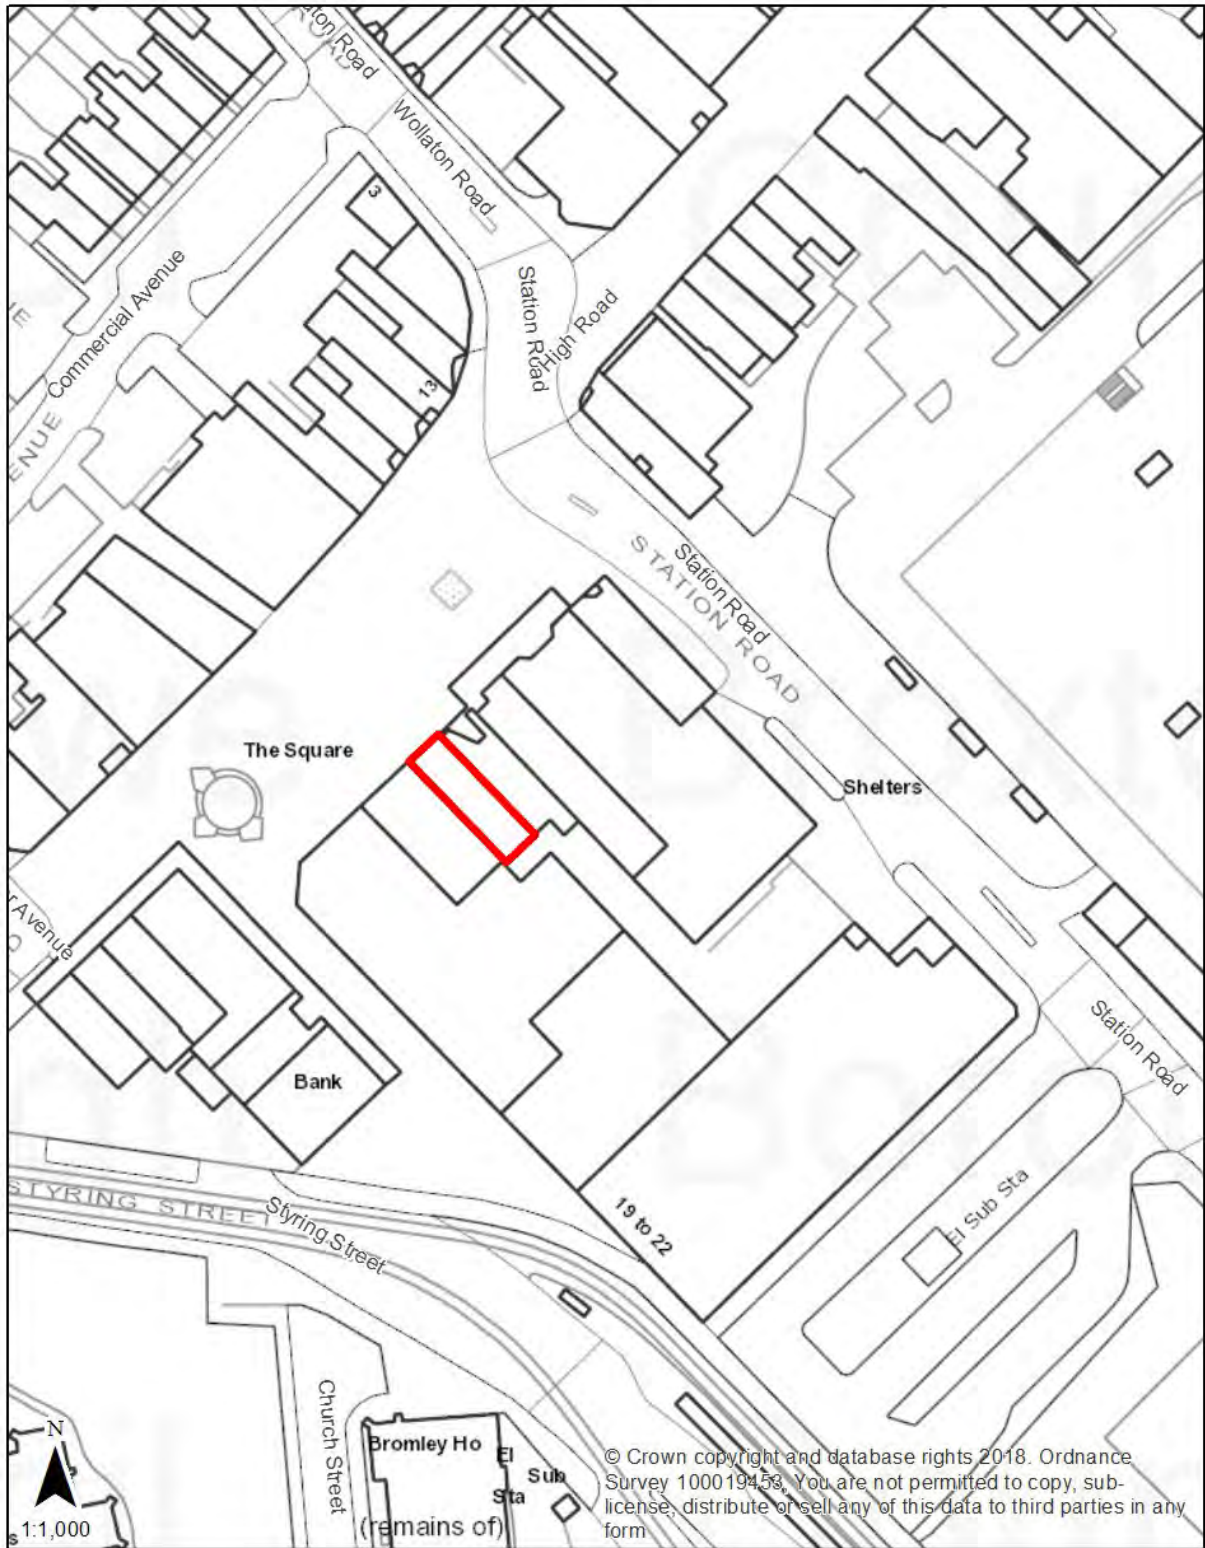 Wollaton Road
3
Station Road
High Road
Commercial Avenue
13
ENUE
STATION ROAD
Station Road
The Square
Shelters
Avenue
Bank
Station Road
STYRING STREET
Styring Street
19 to 22
El Sub Sta
Church Street
N
1:1,000
Bromley Ho
(remains of)
El
Sub
Sta
© Crown copyright and database rights 2018. Ordnance
Survey 100019453. You are not permitted to copy, sub-
license, distribute or sell any of this data to third parties in any
form